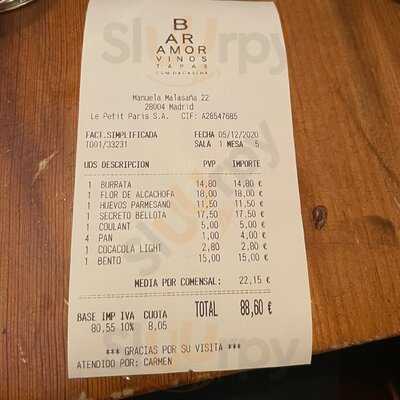 B
AR
AMOR
VINOS
TAPAS
Manuela Malasaña 22
28004 Madrid
Le Petit Paris S.A. CIF: A28547685
FACT.SIMPLIFICADA FECHA 05/12/2020
T001/33231 SALA 1 MESA 5
UDS DESCRIPCION PVP IMPORTE
1 BURRATA 14,80 14,80 €
1 FLOR DE ALCACHOFA 18,00 18,00 €
1 HUEVOS PARMESANO 11,50 11,50 €
1 SECRETO BELLOTA 17,50 17,50 €
1 COULANT 5,00 5,00 €
4 PAN 1,00 4,00 €
1 COCACOLA LIGHT 2,80 2,80 €
1 BENTO 15,00 15,00 €
MEDIA POR COMENSAL: 22,15 €
BASE IMP IVA CUOTA TOTAL 88,60 €
80,55 10% 8,05
*** GRACIAS POR SU VISITA ***
ATENDIDO POR: CARMEN
Slurrpy